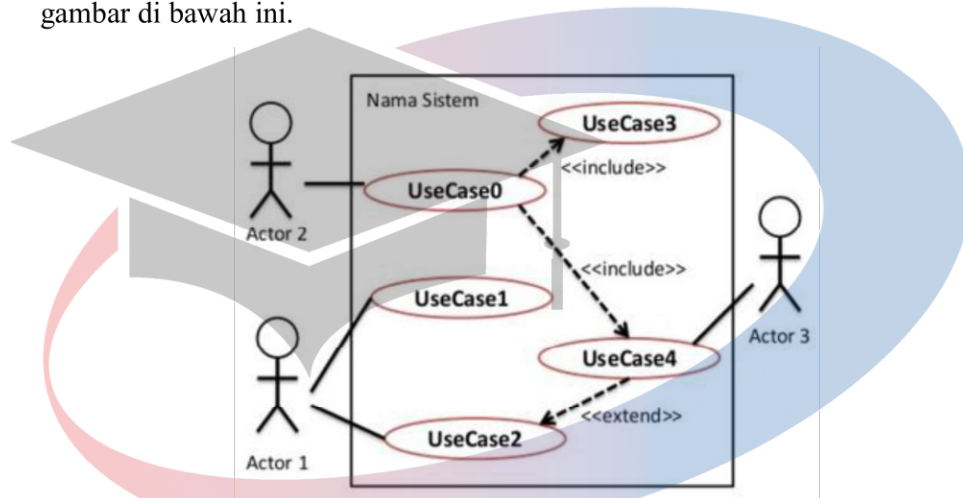 gambar di bawah ini.
Nama Sistem
UseCase3
<<include>>
UseCase0
Actor 2
<<include>>
UseCase1
Actor 3
UseCase4
<<extend>>
UseCase2
Actor 1